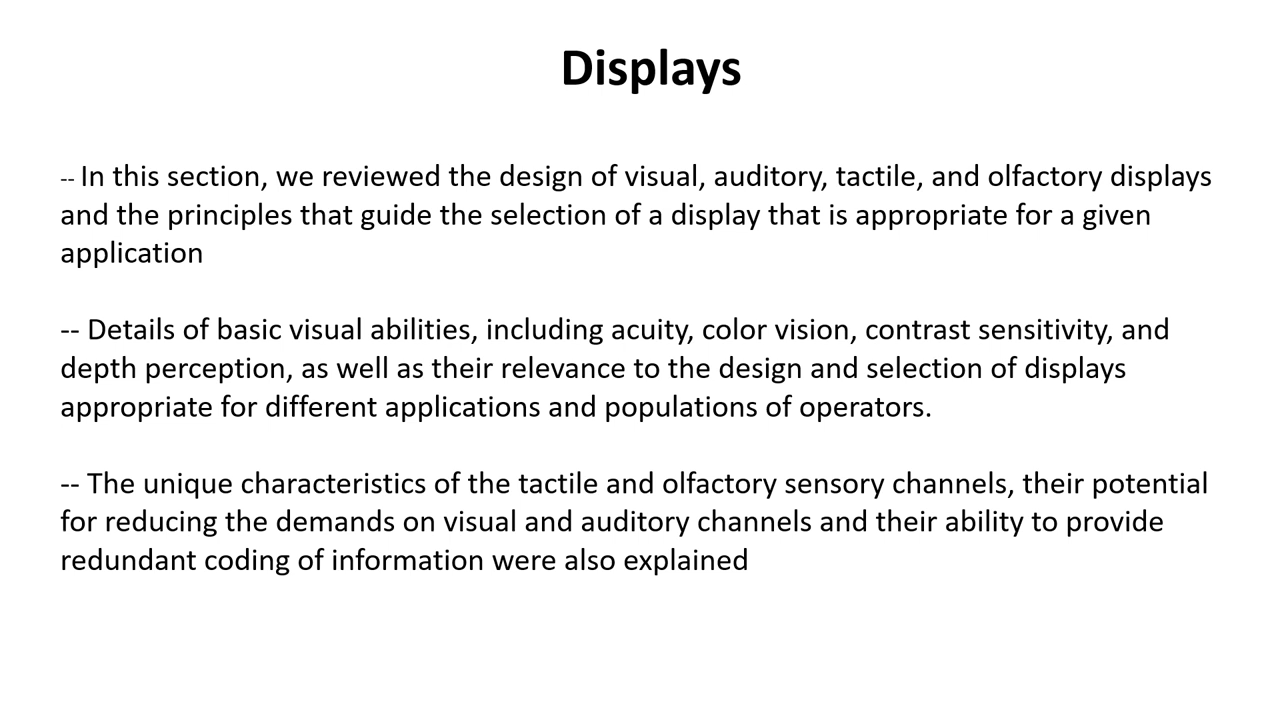 Displays
-- In this section, we reviewed the design of visual, auditory, tactile, and olfactory displays
and the principles that guide the selection of a display that is appropriate for a given
application
-- Details of basic visual abilities, including acuity, color vision, contrast sensitivity, and
depth perception, as well as their relevance to the design and selection of displays
appropriate for different applications and populations of operators.
-- The unique characteristics of the tactile and olfactory sensory channels, their potential
for reducing the demands on visual and auditory channels and their ability to provide
redundant coding of information were also explained